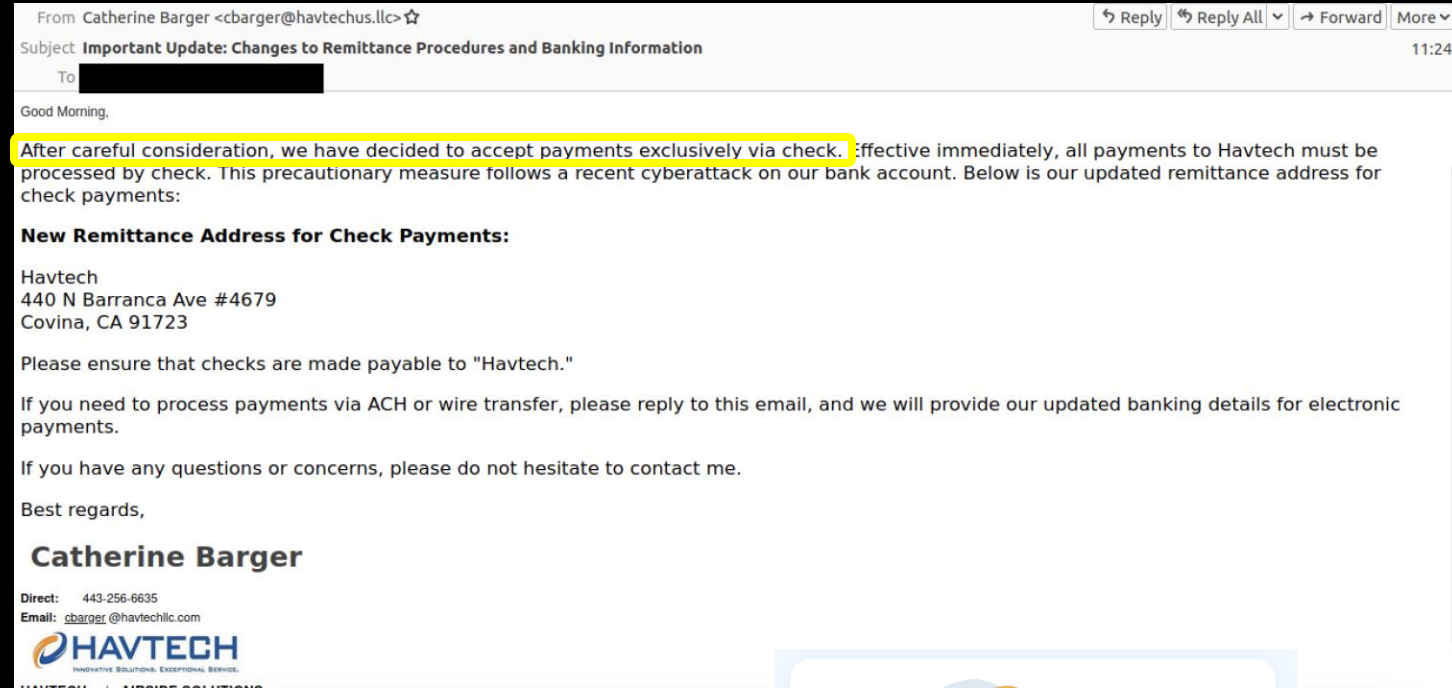 From Catherine Barger <cbarger@havtechus.llc>
Reply Reply All Forward More
Subject Important Update: Changes to Remittance Procedures and Banking Information
11:24
To
Good Morning,
After careful consideration, we have decided to accept payments exclusively via check. Effective immediately, all payments to Havtech must be
processed by check. This precautionary measure follows a recent cyberattack on our bank account. Below is our updated remittance address for
check payments:
New Remittance Address for Check Payments:
Havtech
440 N Barranca Ave #4679
Covina, CA 91723
Please ensure that checks are made payable to "Havtech."
If you need to process payments via ACH or wire transfer, please reply to this email, and we will provide our updated banking details for electronic
payments.
If you have any questions or concerns, please do not hesitate to contact me.
Best regards,
Catherine Barger
Direct: 443-256-6635
Email: cbarger @havtechllc.com
HAVTECH
INNOVATIVE SOLUTIONS. EXCEPTIONAL SERVICE.
HAVTECH AIRSIDE SOLUTIONS